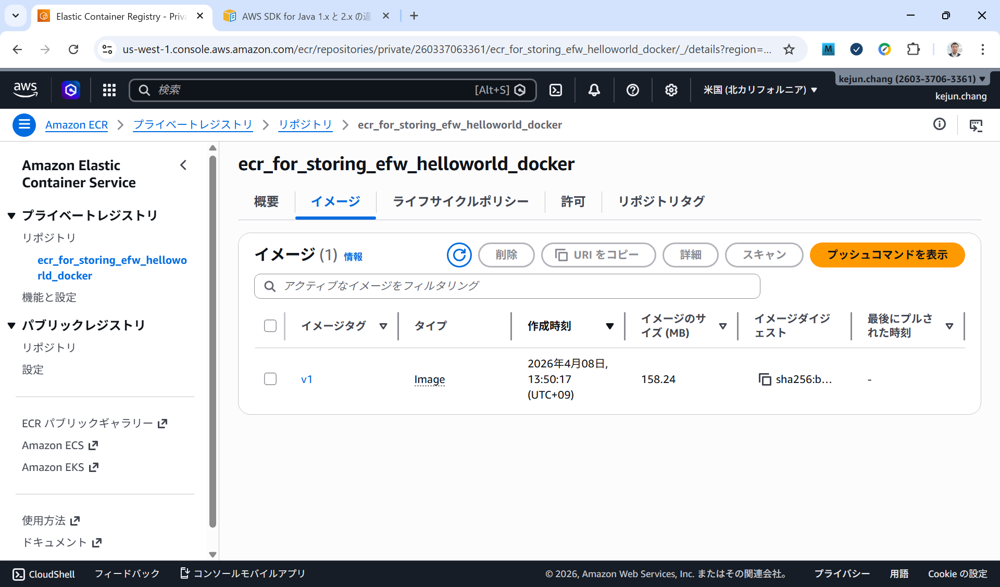 Elastic Container Registry - Priva
AWS SDK for Java 1.x と 2.x の違
us-west-1.console.aws.amazon.com/ecr/repositories/private/260337063361/ecr_for_storing_efw_helloworld_docker/_/details?region=...
M
aws
検索
[Alt+S]
米国 (北カリフォルニア) ▼
kejun.chang (2603-3706-3361) ▼
kejun.chang
Amazon ECR
プライベートレジストリ
リポジトリ
ecr_for_storing_efw_helloworld_docker
Amazon Elastic
Container Service
プライベートレジストリ
リポジトリ
ecr_for_storing_efw_hellowo
rld_docker
機能と設定
パブリックレジストリ
リポジトリ
設定
ECR パブリックギャラリー
Amazon ECS
Amazon EKS
使用方法
ドキュメント
ecr_for_storing_efw_helloworld_docker
概要
イメージ
ライフサイクルポリシー
許可
リポジトリタグ
イメージ (1) 情報
削除
URI をコピー
詳細
スキャン
プッシュコマンドを表示
アクティブなイメージをフィルタリング
イメージタグ
タイプ
作成時刻
イメージのサ
イズ (MB)
イメージダイジ
ェスト
最後にプルさ
れた時刻
v1
Image
2026年4月08日,
13:50:17
(UTC+09)
158.24
sha256:b...
-
CloudShell
フィードバック
コンソールモバイルアプリ
© 2026, Amazon Web Services, Inc. またはその関連会社。
プライバシー
用語
Cookie の設定